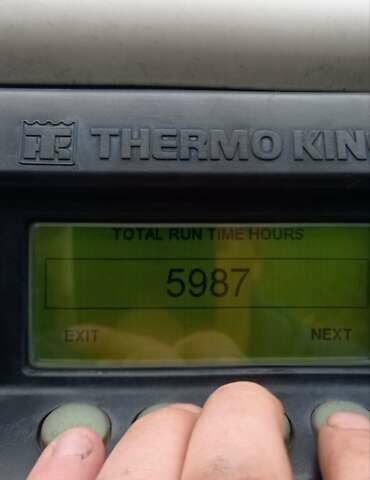 THERMO KIN
TOTAL RUN TIME HOURS
5987
EXIT NEXT